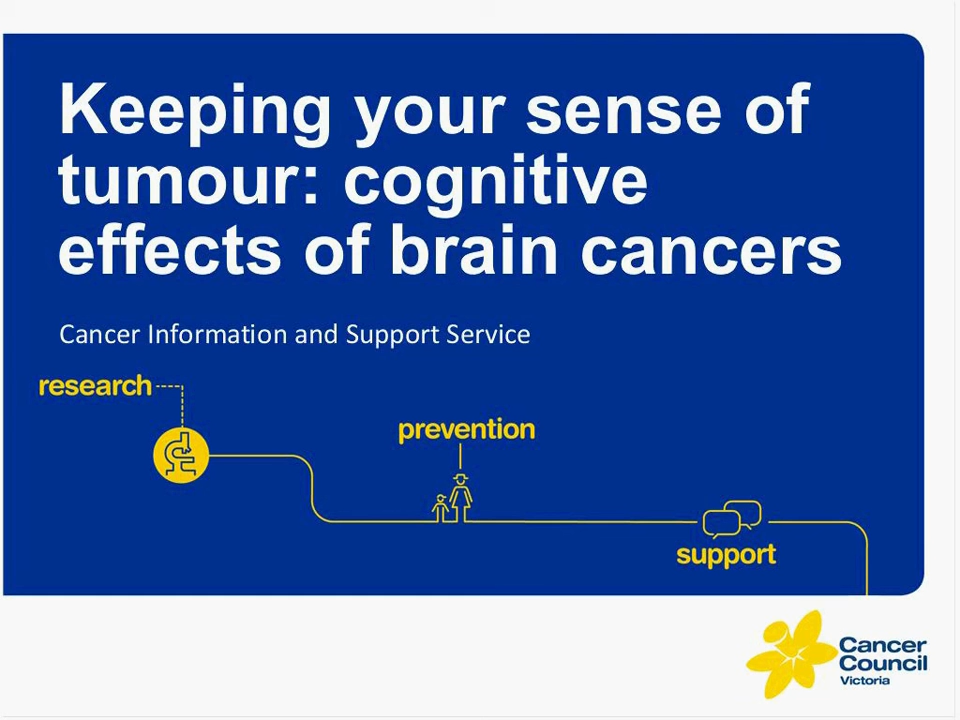 Keeping your sense of
tumour: cognitive
effects of brain cancers
Cancer Information and Support Service
research
prevention
support
Cancer
Council
Victoria